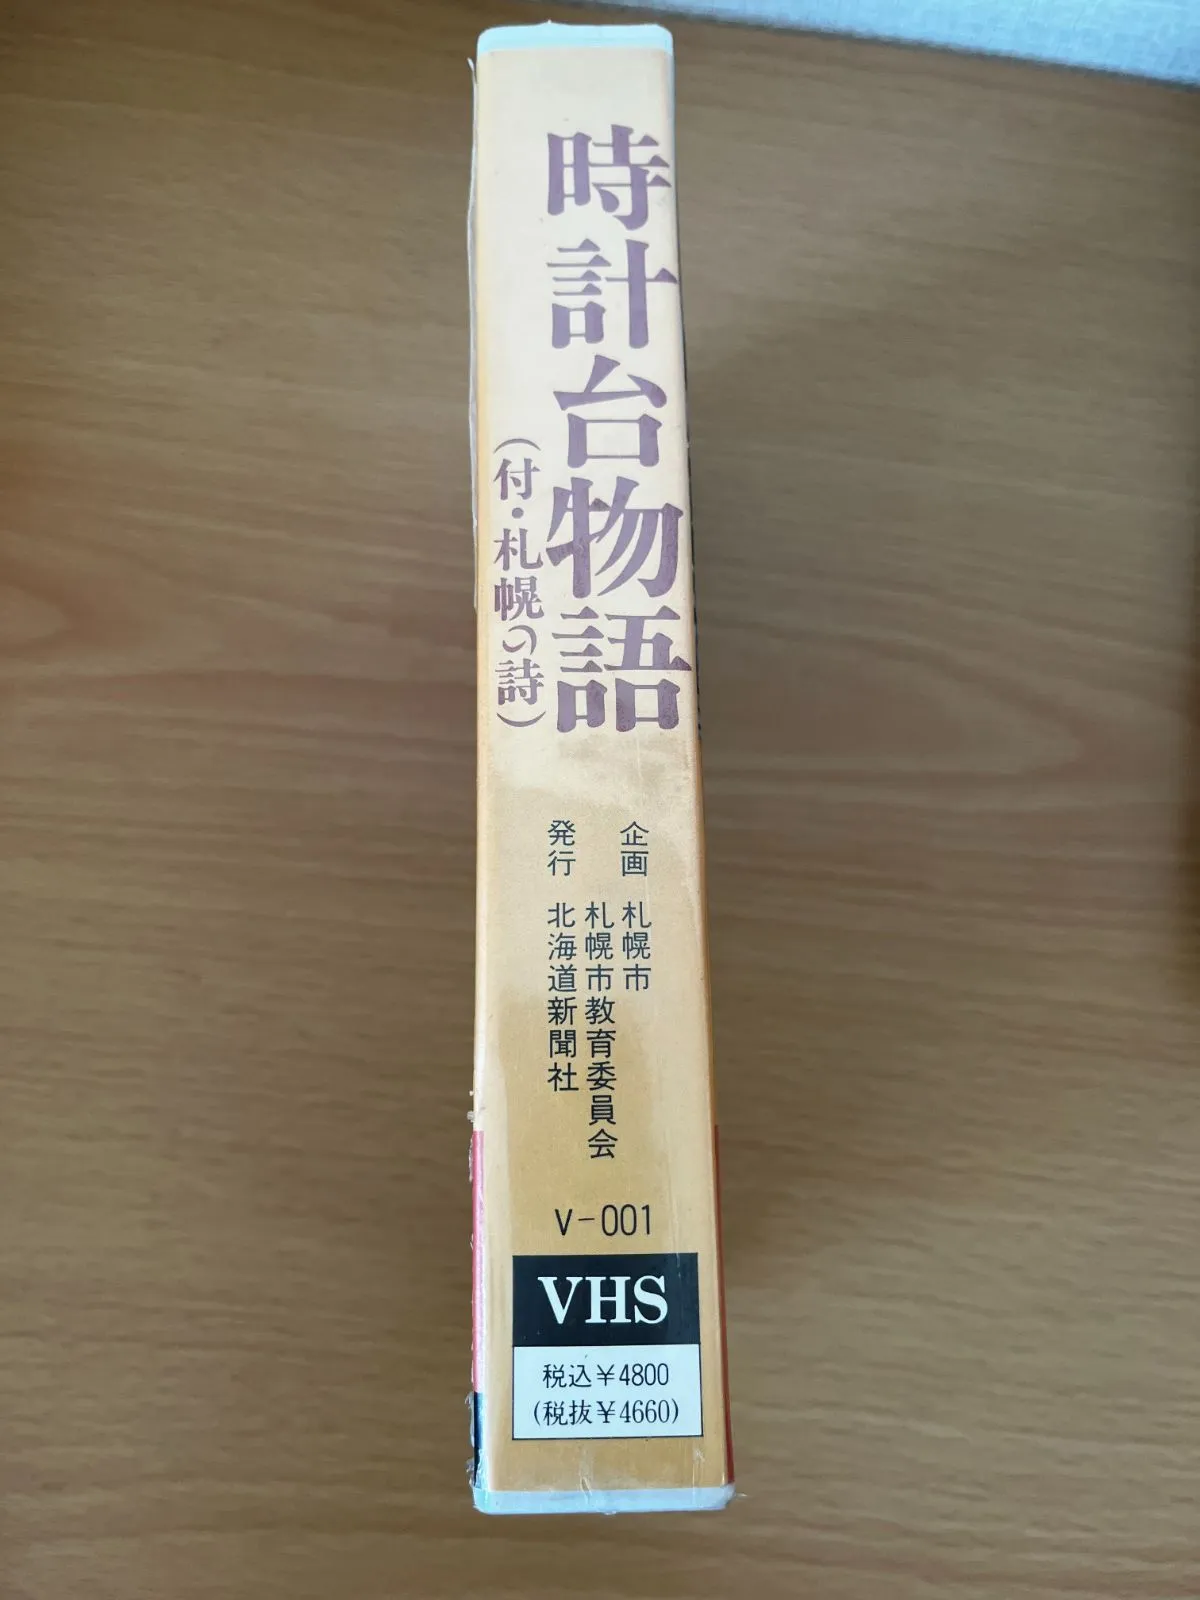 時計台物語
(付・札幌の詩)
企画 札幌市
札幌市教育委員会
発行 北海道新聞社
V-001
VHS
税込¥4800
(税抜¥4660)